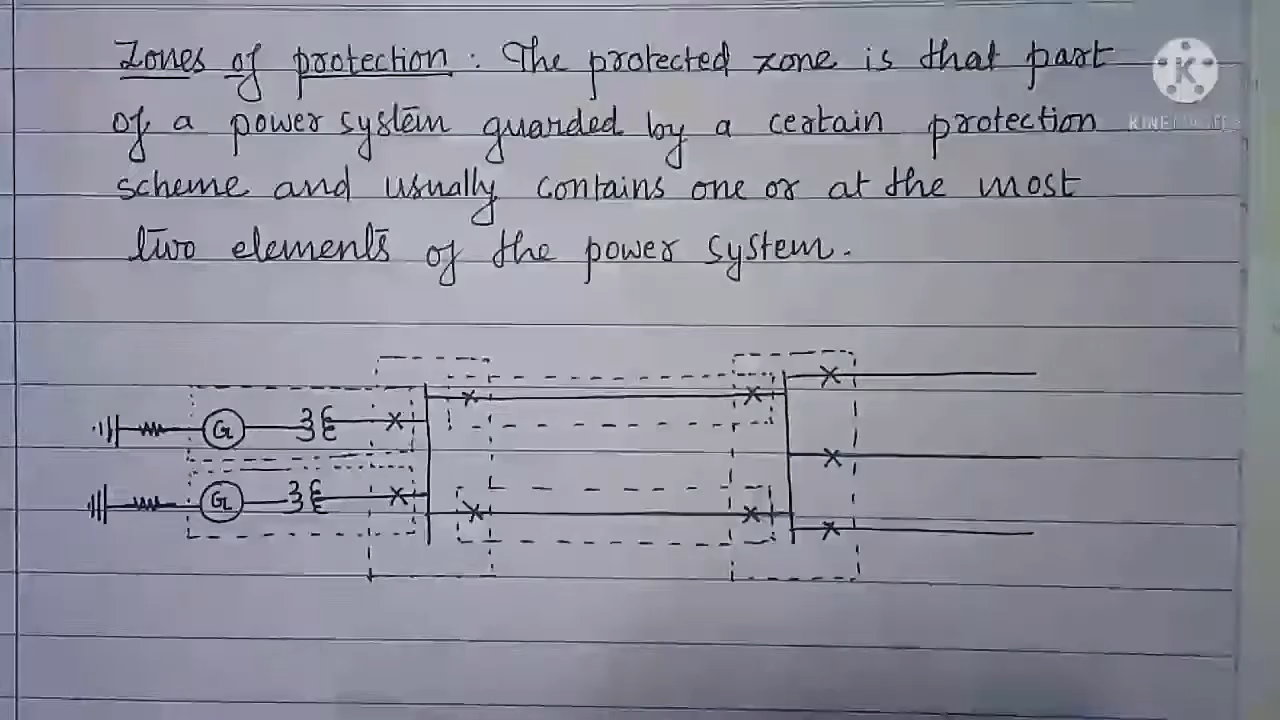 Zones of protection : The protected zone is that part
of a power system guarded by a certain protection
scheme and usually contains one or at the most
two elements of the power system.
K
G
G